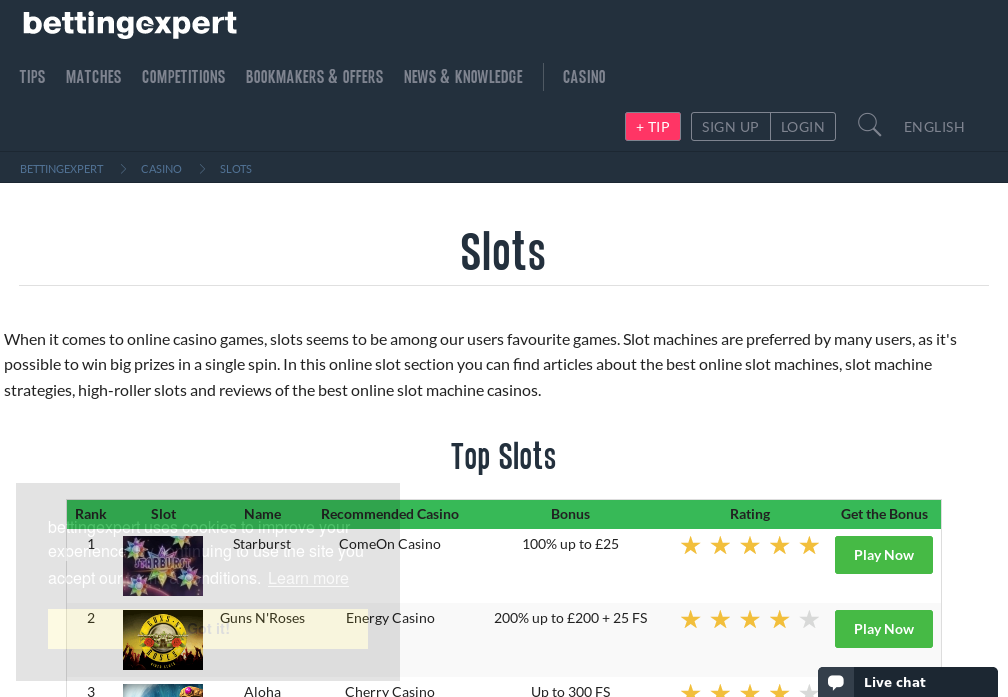 bettingexpert
TIPS MATCHES COMPETITIONS BOOKMAKERS & OFFERS NEWS & KNOWLEDGE CASINO
+ TIP SIGN UP LOGIN ENGLISH
BETTINGEXPERT CASINO SLOTS
Slots
When it comes to online casino games, slots seems to be among our users favourite games. Slot machines are preferred by many users, as it's
possible to win big prizes in a single spin. In this online slot section you can find articles about the best online slot machines, slot machine
strategies, high-roller slots and reviews of the best online slot machine casinos.
Top Slots
Rank Slot Name Recommended Casino Bonus Rating Get the Bonus
bettingexpert uses cookies to improve your
experience. By continuing to use the site you
accept our conditions. Learn more
Got it!
1 STARBURST Starburst ComeOn Casino 100% up to £25 Play Now
2 GUNS N' ROSES Guns N'Roses Energy Casino 200% up to £200 + 25 FS Play Now
3 Aloha Cherry Casino Up to 300 FS
Live chat